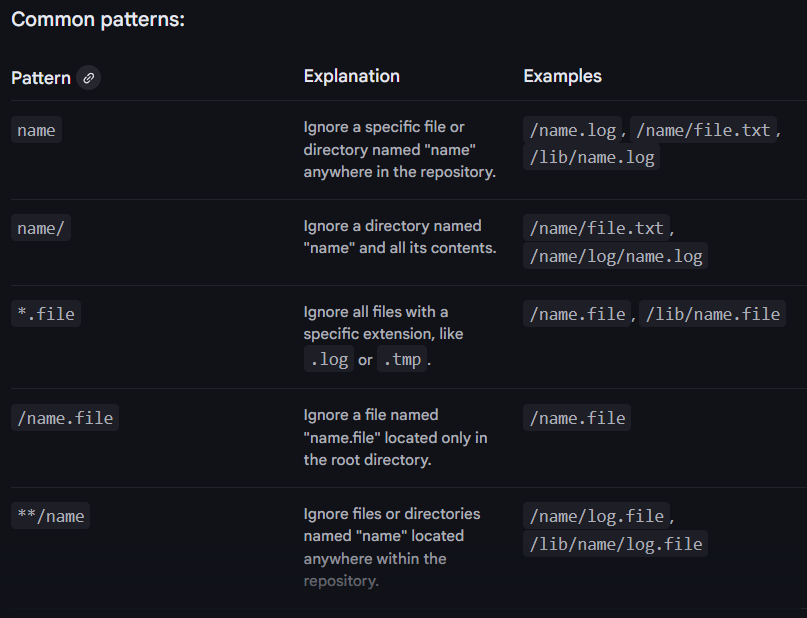 Common patterns:
Pattern Explanation Examples
name
Ignore a specific file or
directory named "name"
anywhere in the repository.
/name.log, /name/file.txt,
/lib/name.log
name/
Ignore a directory named
"name" and all its contents.
/name/file.txt,
/name/log/name.log
*.file
Ignore all files with a
specific extension, like
.log or .tmp.
/name.file, /lib/name.file
/name.file
Ignore a file named
"name.file" located only in
the root directory.
/name.file
**/name
Ignore files or directories
named "name" located
anywhere within the
repository.
/name/log.file,
/lib/name/log.file